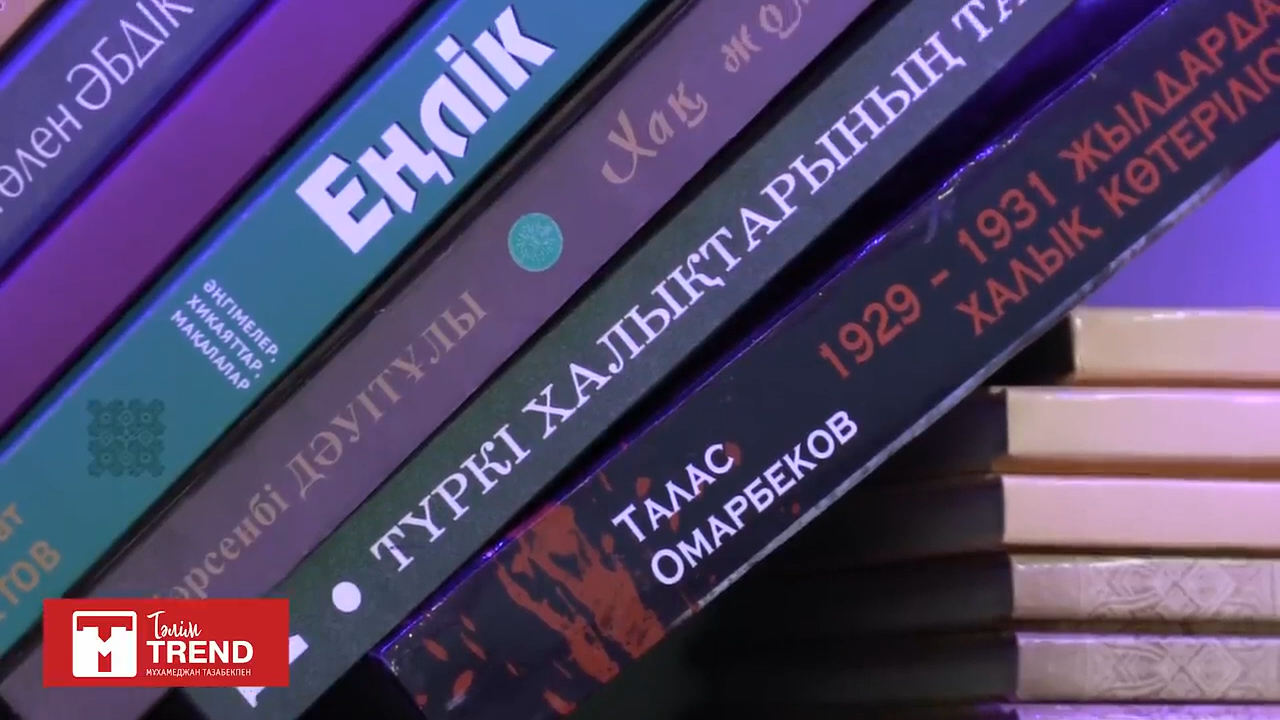 ӘБДІК
Еңлік
ӘҢГІМЕЛЕР,
ХИКАЯТТАР,
МАҚАЛАЛАР
Хақ
ДӘУІТҰЛЫ
ТҮРКІ ХАЛЫҚТАРЫНЫҢ
1929 - 1931 ЖЫЛДАРДА
ХАЛЫҚ КӨТЕРІЛІС
ТАЛАС
ОМАРБЕКОВ
Тәлім
TREND
МҰХАМЕДЖАН ТАЗАБЕКПЕН